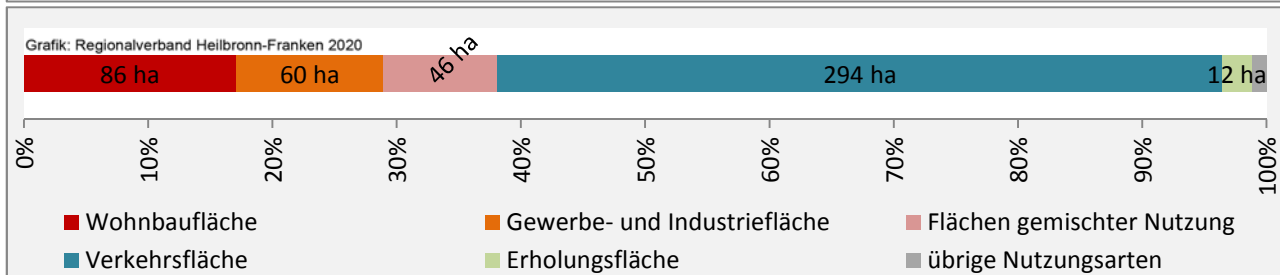 Grafik: Regionalverband Heilbronn-Franken 2020
86 ha 60 ha 46 ha 294 ha 12 ha
0% 10% 20% 30% 40% 50% 60% 70% 80% 90% 100%
Wohnbaufläche Gewerbe- und Industriefläche Flächen gemischter Nutzung
Verkehrsfläche Erholungsfläche übrige Nutzungsarten